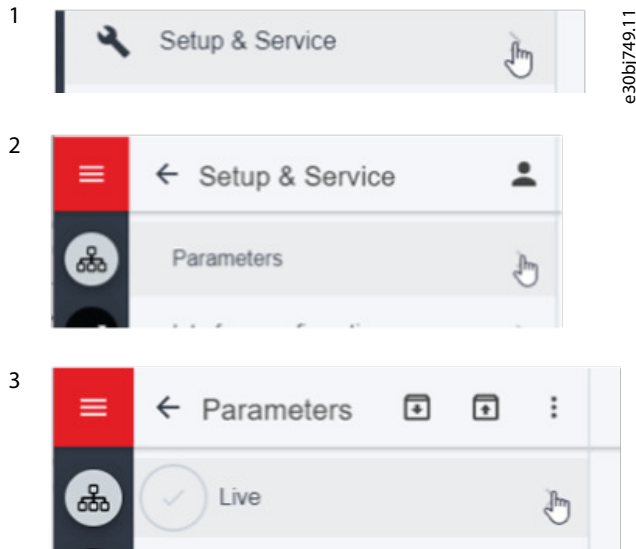 1
Setup & Service
e30bi749.11
2
Setup & Service
Parameters
3
Parameters
Live